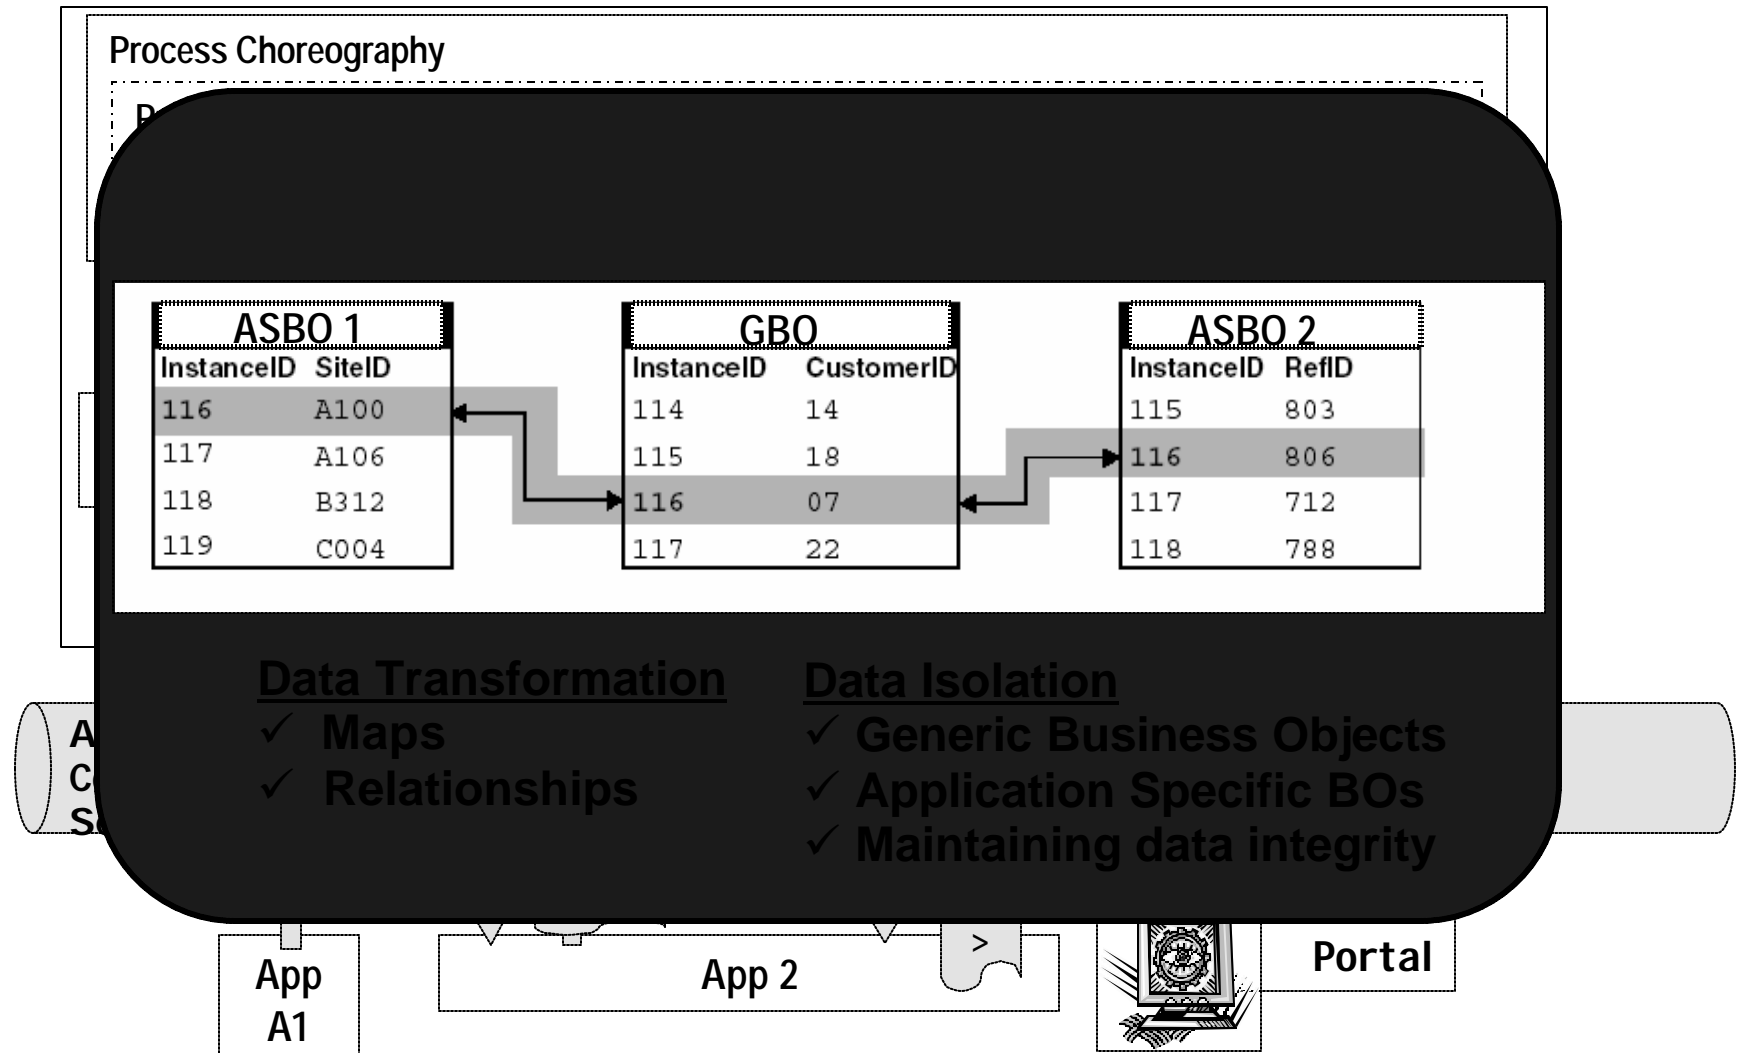 Process Choreography
ASBO 1
InstanceID SiteID
116 A100
117 A106
118 B312
119 C004
GBO
InstanceID CustomerID
114 14
115 18
116 07
117 22
ASBO 2
InstanceID RefID
115 803
116 806
117 712
118 788
Data Transformation
✓ Maps
✓ Relationships
Data Isolation
✓ Generic Business Objects
✓ Application Specific BOs
✓ Maintaining data integrity
App
A1
App 2
>
Portal